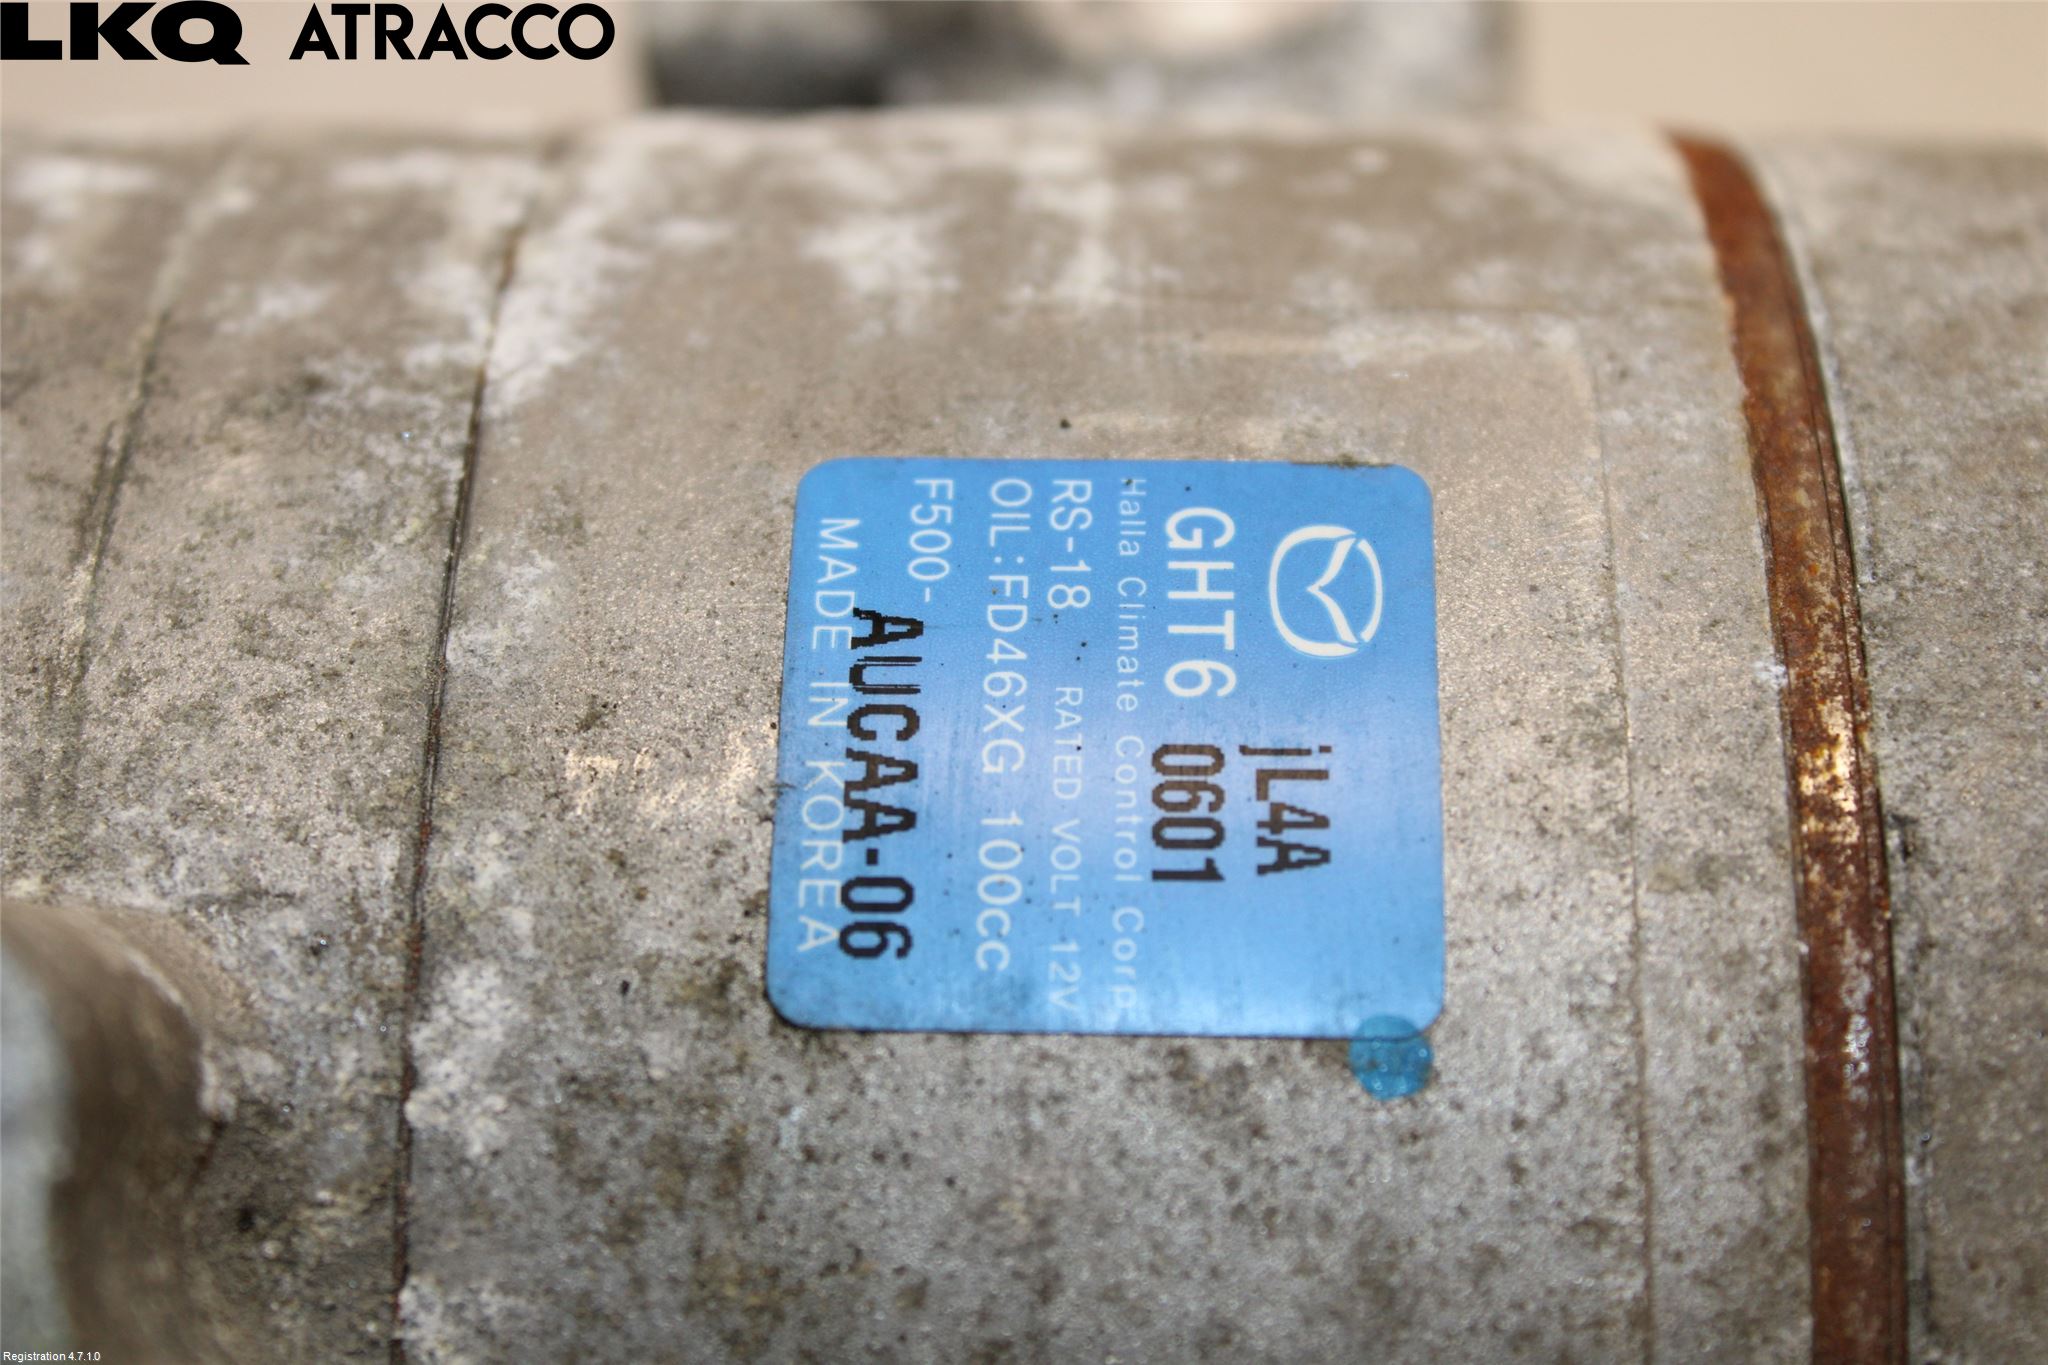 LKQ ATRACCO
jL4A
GHT6 0601
Halla Climate Control Corp
RS-18 RATED VOLT 12V
OIL:FD46XG 100cc
F500-AUCAA-06
MADE IN KOREA
Registration 4.7.1.0